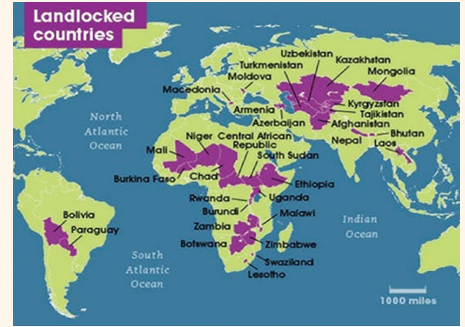 Landlocked
countries
Uzbekistan
Kazakhstan
Turkmenistan
Mongolia
Moldova
Macedonia
Armenia
Kyrgyzstan
Tajikistan
Azerbaijan
Afghanistan
North
Atlantic
Ocean
Niger
Central African
Republic
Bhutan
Nepal
Laos
Mali
South Sudan
Burkina Faso
Chad
Ethiopia
Rwanda
Uganda
Burundi
Malawi
Indian
Ocean
Bolivia
Zambia
Paraguay
Botswana
Zimbabwe
South
Atlantic
Ocean
Swaziland
Lesotho
1000 miles